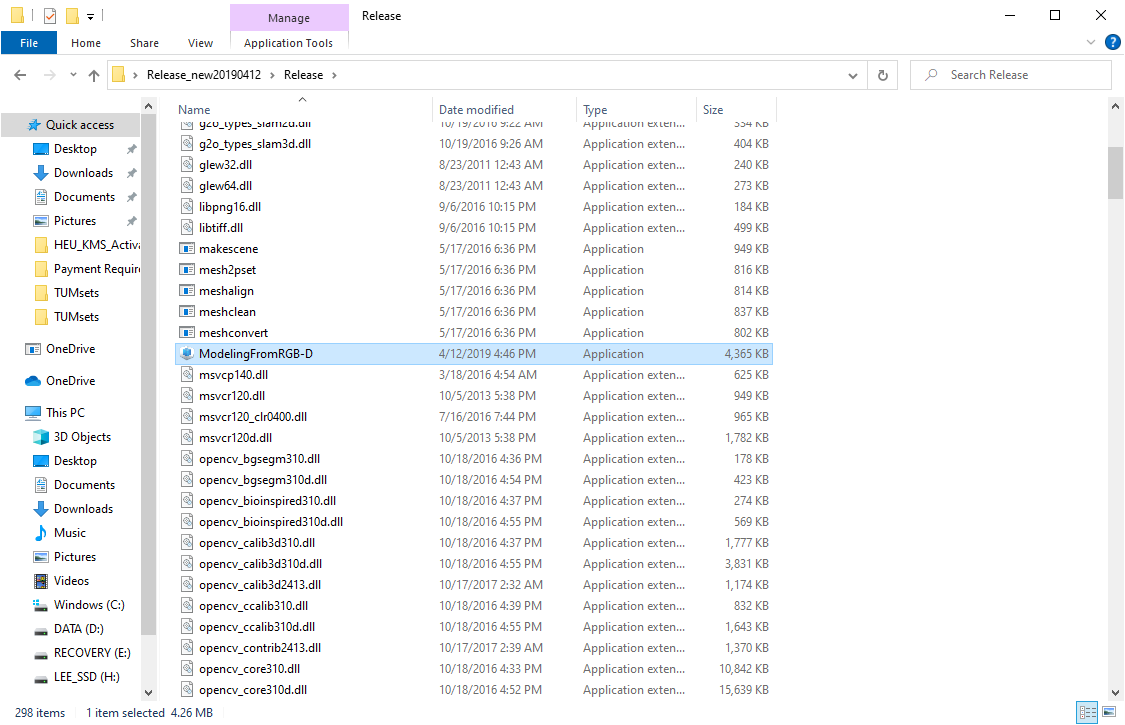 Manage
Release
File
Home
Share
View
Application Tools
Release_new20190412 > Release >
Search Release
Quick access
Desktop
Downloads
Documents
Pictures
HEU_KMS_Activa
Payment Require
TUMsets
TUMsets
OneDrive
OneDrive
This PC
3D Objects
Desktop
Documents
Downloads
Music
Pictures
Videos
Windows (C:)
DATA (D:)
RECOVERY (E:)
LEE_SSD (H:)
Name Date modified Type Size
g2o_types_slam2d.dll 10/19/2016 9:22 AM Application exten... 354 KB
g2o_types_slam3d.dll 10/19/2016 9:26 AM Application exten... 404 KB
glew32.dll 8/23/2011 12:43 AM Application exten... 240 KB
glew64.dll 8/23/2011 12:43 AM Application exten... 273 KB
libpng16.dll 9/6/2016 10:15 PM Application exten... 184 KB
libtiff.dll 9/6/2016 10:15 PM Application exten... 499 KB
makescene 5/17/2016 6:36 PM Application 949 KB
mesh2pset 5/17/2016 6:36 PM Application 816 KB
meshalign 5/17/2016 6:36 PM Application 814 KB
meshclean 5/17/2016 6:36 PM Application 837 KB
meshconvert 5/17/2016 6:36 PM Application 802 KB
ModelingFromRGB-D 4/12/2019 4:46 PM Application 4,365 KB
msvcp140.dll 3/18/2016 4:54 AM Application exten... 625 KB
msvcr120.dll 10/5/2013 5:38 PM Application exten... 949 KB
msvcr120_clr0400.dll 7/16/2016 7:44 PM Application exten... 965 KB
msvcr120d.dll 10/5/2013 5:38 PM Application exten... 1,782 KB
opencv_bgsegm310.dll 10/18/2016 4:36 PM Application exten... 178 KB
opencv_bgsegm310d.dll 10/18/2016 4:54 PM Application exten... 423 KB
opencv_bioinspired310.dll 10/18/2016 4:37 PM Application exten... 274 KB
opencv_bioinspired310d.dll 10/18/2016 4:55 PM Application exten... 569 KB
opencv_calib3d310.dll 10/18/2016 4:37 PM Application exten... 1,777 KB
opencv_calib3d310d.dll 10/18/2016 4:55 PM Application exten... 3,831 KB
opencv_calib3d2413.dll 10/17/2017 2:32 AM Application exten... 1,174 KB
opencv_ccalib310.dll 10/18/2016 4:39 PM Application exten... 832 KB
opencv_ccalib310d.dll 10/18/2016 4:55 PM Application exten... 1,643 KB
opencv_contrib2413.dll 10/17/2017 2:39 AM Application exten... 1,370 KB
opencv_core310.dll 10/18/2016 4:33 PM Application exten... 10,842 KB
opencv_core310d.dll 10/18/2016 4:52 PM Application exten... 15,639 KB
298 items 1 item selected 4.26 MB